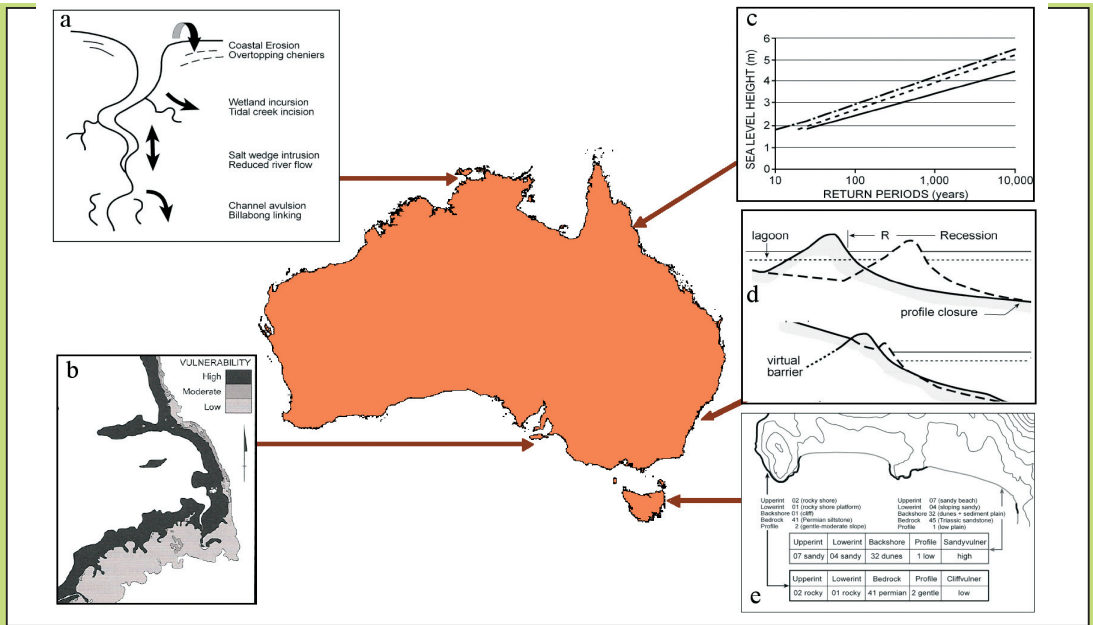 a
Coastal Erosion
Overtopping cheniers
Wetland incursion
Tidal creek incision
Salt wedge intrusion
Reduced river flow
Channel avulsion
Billabong linking
b
VULNERABILITY
High
Moderate
Low
c
SEA LEVEL HEIGHT (m)
6
5
4
3
2
1
0
10
100
1,000
10,000
RETURN PERIODS (years)
d
lagoon
R
Recession
profile closure
virtual
barrier
e
Upperint 02 (rocky shore)
Lowerint 01 (rocky shore platform)
Backshore 01 (cliff)
Bedrock 41 (Permian siltstone)
Profile 2 (gentle-moderate slope)
Upperint 07 (sandy beach)
Lowerint 04 (sloping sandy)
Backshore 32 (dunes + sediment plain)
Bedrock 45 (Triassic sandstone)
Profile 1 (low plain)
Upperint Lowerint Backshore Profile Sandyvulner
07 sandy 04 sandy 32 dunes 1 low high
Upperint Lowerint Bedrock Profile Cliffvulner
02 rocky 01 rocky 41 permian 2 gentle low